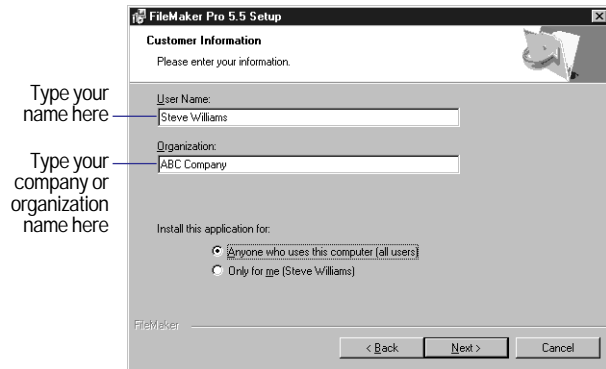 FileMaker Pro 5.5 Setup
Customer Information
Please enter your information.
Type your
name here
User Name:
Steve Williams
Type your
company or
organization
name here
Organization:
ABC Company
Install this application for:
Anyone who uses this computer (all users)
Only for me (Steve Williams)
FileMaker
< Back
Next >
Cancel